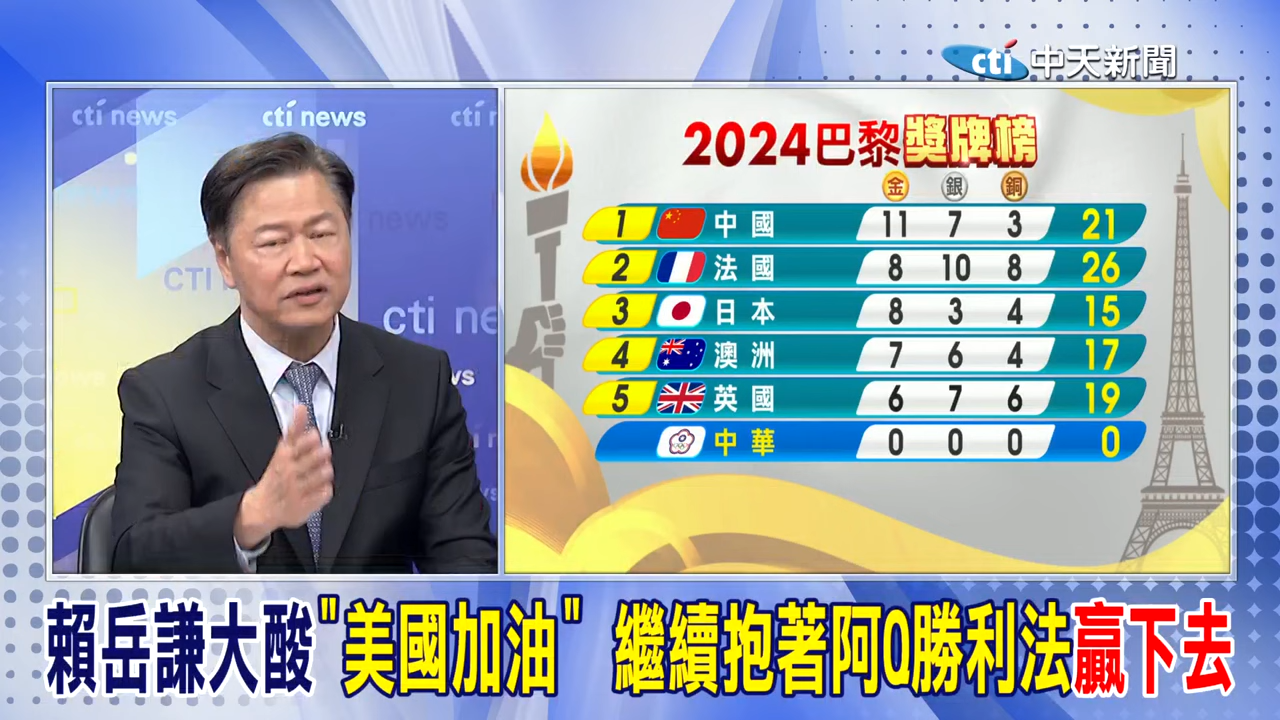 cti 中天新聞
cti news
cti news
cti
news
CTI
cti ne
2024巴黎獎牌榜
金 銀 銅
1 中國 11 7 3 21
2 法國 8 10 8 26
3 日本 8 3 4 15
4 澳洲 7 6 4 17
5 英國 6 7 6 19
中華 0 0 0 0
賴岳謙大酸"美國加油" 繼續抱著阿Q勝利法贏下去